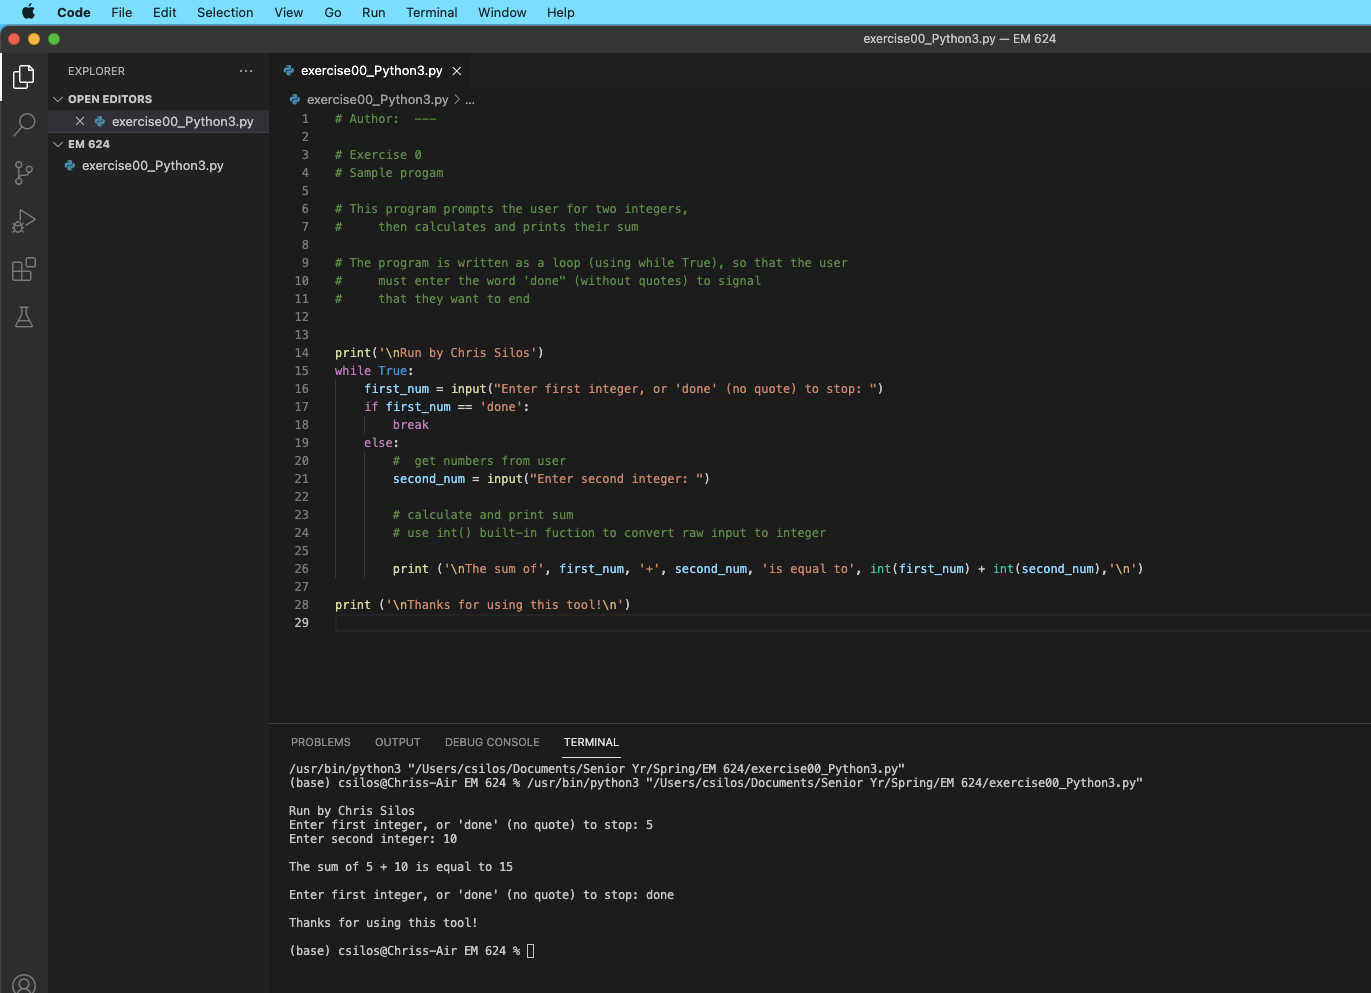 Code File Edit Selection View Go Run Terminal Window Help
exercise00_Python3.py — EM 624
EXPLORER ...
exercise00_Python3.py
OPEN EDITORS
exercise00_Python3.py
EM 624
exercise00_Python3.py
exercise00_Python3.py > ...
1 # Author:  ---
2
3 # Exercise 0
4 # Sample progam
5
6 # This program prompts the user for two integers,
7 #     then calculates and prints their sum
8
9 # The program is written as a loop (using while True), so that the user
10 #     must enter the word 'done" (without quotes) to signal
11 #     that they want to end
12
13
14 print('\nRun by Chris Silos')
15 while True:
16     first_num = input("Enter first integer, or 'done' (no quote) to stop: ")
17     if first_num == 'done':
18         break
19     else:
20         #  get numbers from user
21         second_num = input("Enter second integer: ")
22
23         # calculate and print sum
24         # use int() built-in fuction to convert raw input to integer
25
26         print ('\nThe sum of', first_num, '+', second_num, 'is equal to', int(first_num) + int(second_num),'\n')
27
28 print ('\nThanks for using this tool!\n')
29
PROBLEMS OUTPUT DEBUG CONSOLE TERMINAL
/usr/bin/python3 "/Users/csilos/Documents/Senior Yr/Spring/EM 624/exercise00_Python3.py"
(base) csilos@Chriss-Air EM 624 % /usr/bin/python3 "/Users/csilos/Documents/Senior Yr/Spring/EM 624/exercise00_Python3.py"
Run by Chris Silos
Enter first integer, or 'done' (no quote) to stop: 5
Enter second integer: 10
The sum of 5 + 10 is equal to 15
Enter first integer, or 'done' (no quote) to stop: done
Thanks for using this tool!
(base) csilos@Chriss-Air EM 624 %